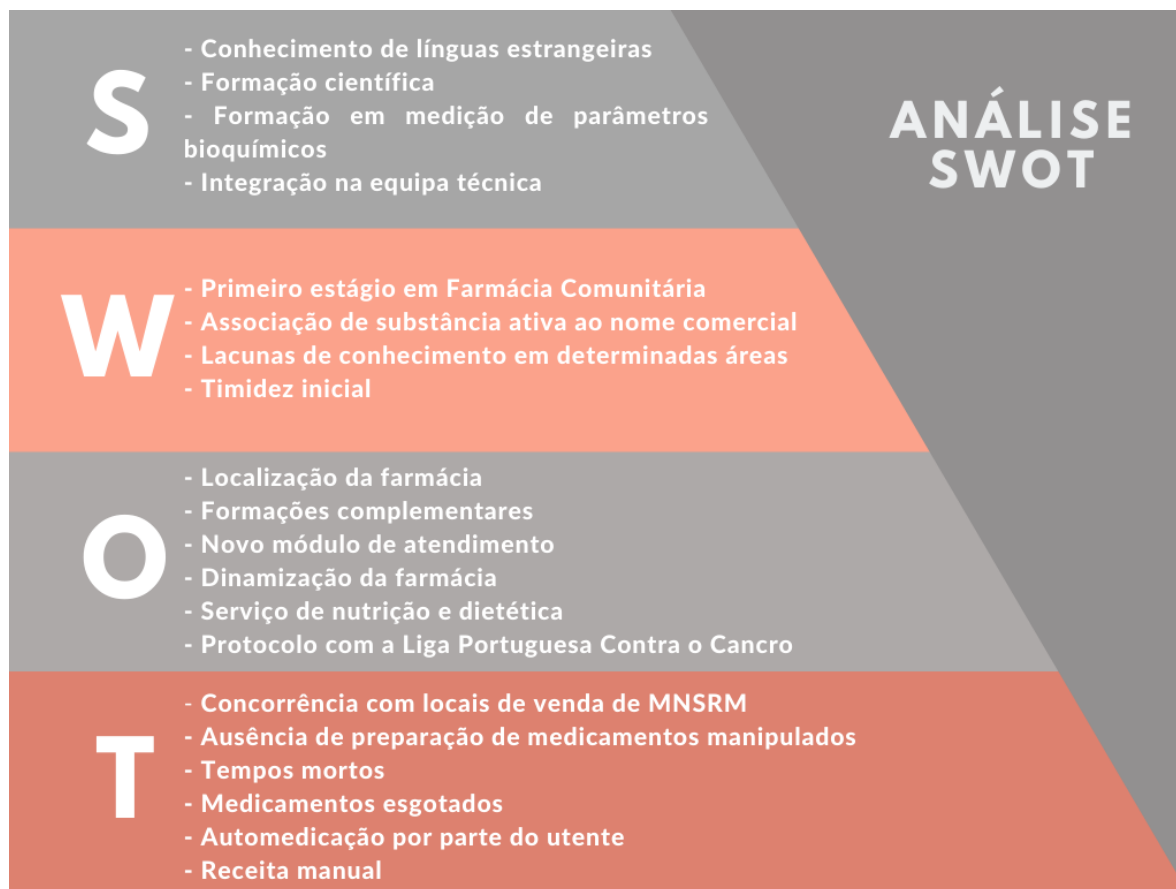 ANÁLISE
SWOT
S
- Conhecimento de línguas estrangeiras
- Formação científica
- Formação em medição de parâmetros
bioquímicos
- Integração na equipa técnica
W
- Primeiro estágio em Farmácia Comunitária
- Associação de substância ativa ao nome comercial
- Lacunas de conhecimento em determinadas áreas
- Timidez inicial
O
- Localização da farmácia
- Formações complementares
- Novo módulo de atendimento
- Dinamização da farmácia
- Serviço de nutrição e dietética
- Protocolo com a Liga Portuguesa Contra o Cancro
T
- Concorrência com locais de venda de MNSRM
- Ausência de preparação de medicamentos manipulados
- Tempos mortos
- Medicamentos esgotados
- Automedicação por parte do utente
- Receita manual